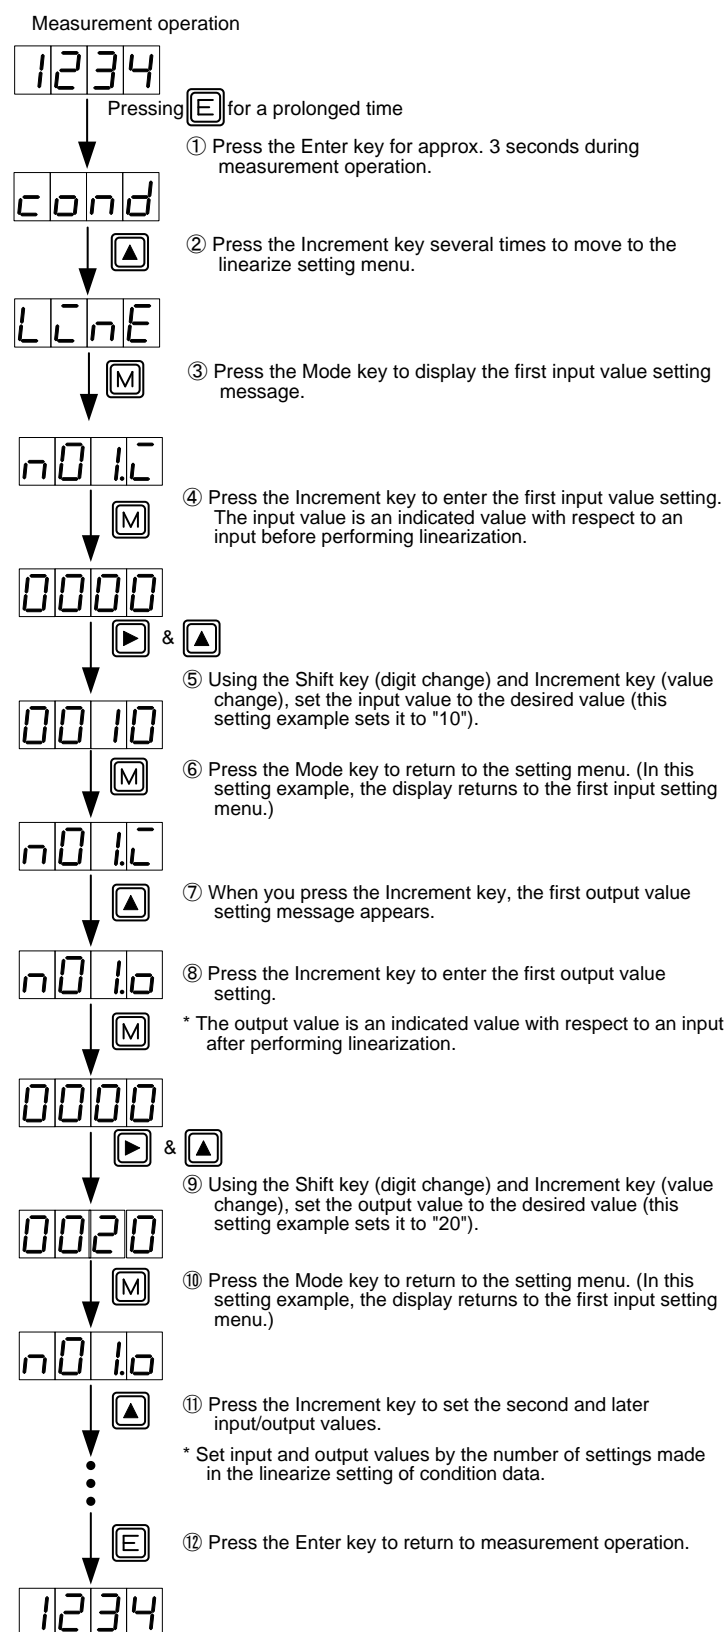 Measurement operation
1234
Pressing E for a prolonged time
① Press the Enter key for approx. 3 seconds during
measurement operation.
cond
② Press the Increment key several times to move to the
linearize setting menu.
LinE
M
③ Press the Mode key to display the first input value setting
message.
n01.i
④ Press the Increment key to enter the first input value setting.
The input value is an indicated value with respect to an
input before performing linearization.
M
0000
&
⑤ Using the Shift key (digit change) and Increment key (value
change), set the input value to the desired value (this
setting example sets it to "10").
0010
⑥ Press the Mode key to return to the setting menu. (In this
setting example, the display returns to the first input setting
menu.)
M
n01.i
⑦ When you press the Increment key, the first output value
setting message appears.
n01.o
⑧ Press the Increment key to enter the first output value
setting.
M
* The output value is an indicated value with respect to an input
after performing linearization.
0000
&
⑨ Using the Shift key (digit change) and Increment key (value
change), set the output value to the desired value (this
setting example sets it to "20").
0020
M
⑩ Press the Mode key to return to the setting menu. (In this
setting example, the display returns to the first input setting
menu.)
n01.o
⑪ Press the Increment key to set the second and later
input/output values.
* Set input and output values by the number of settings made
in the linearize setting of condition data.
E
⑫ Press the Enter key to return to measurement operation.
1234